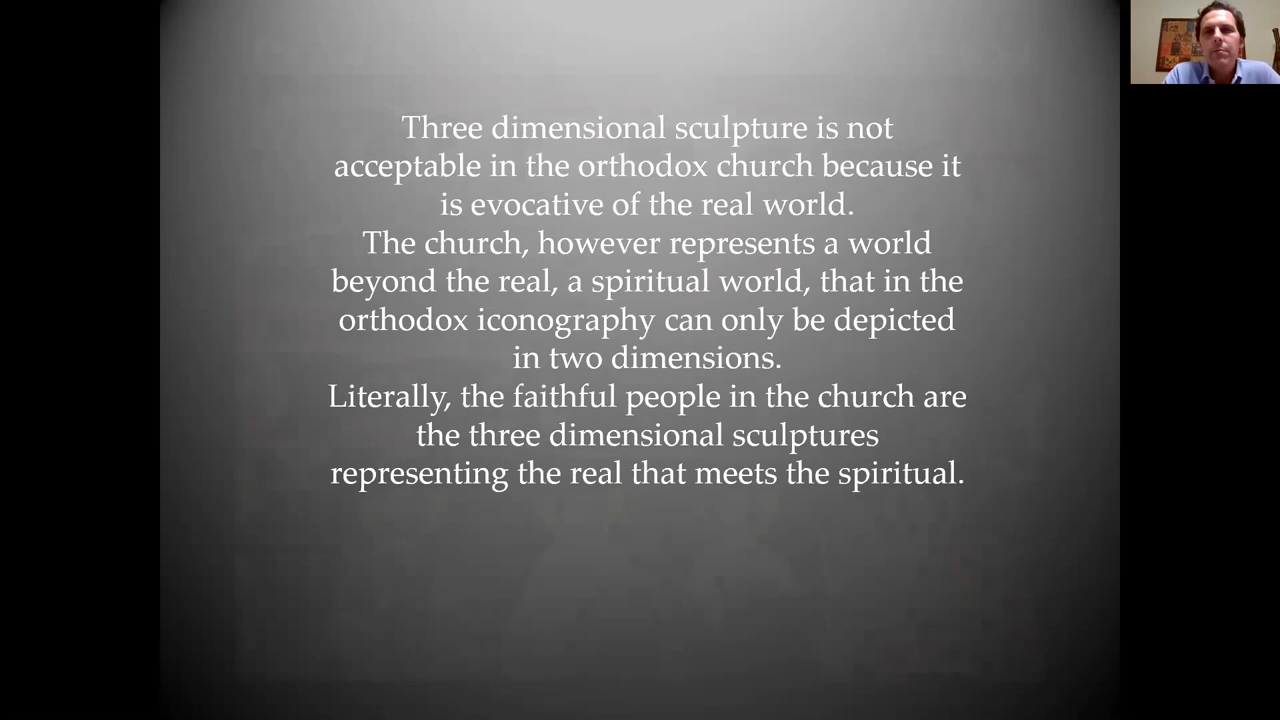 Three dimensional sculpture is not
acceptable in the orthodox church because it
is evocative of the real world.
The church, however represents a world
beyond the real, a spiritual world, that in the
orthodox iconography can only be depicted
in two dimensions.
Literally, the faithful people in the church are
the three dimensional sculptures
representing the real that meets the spiritual.